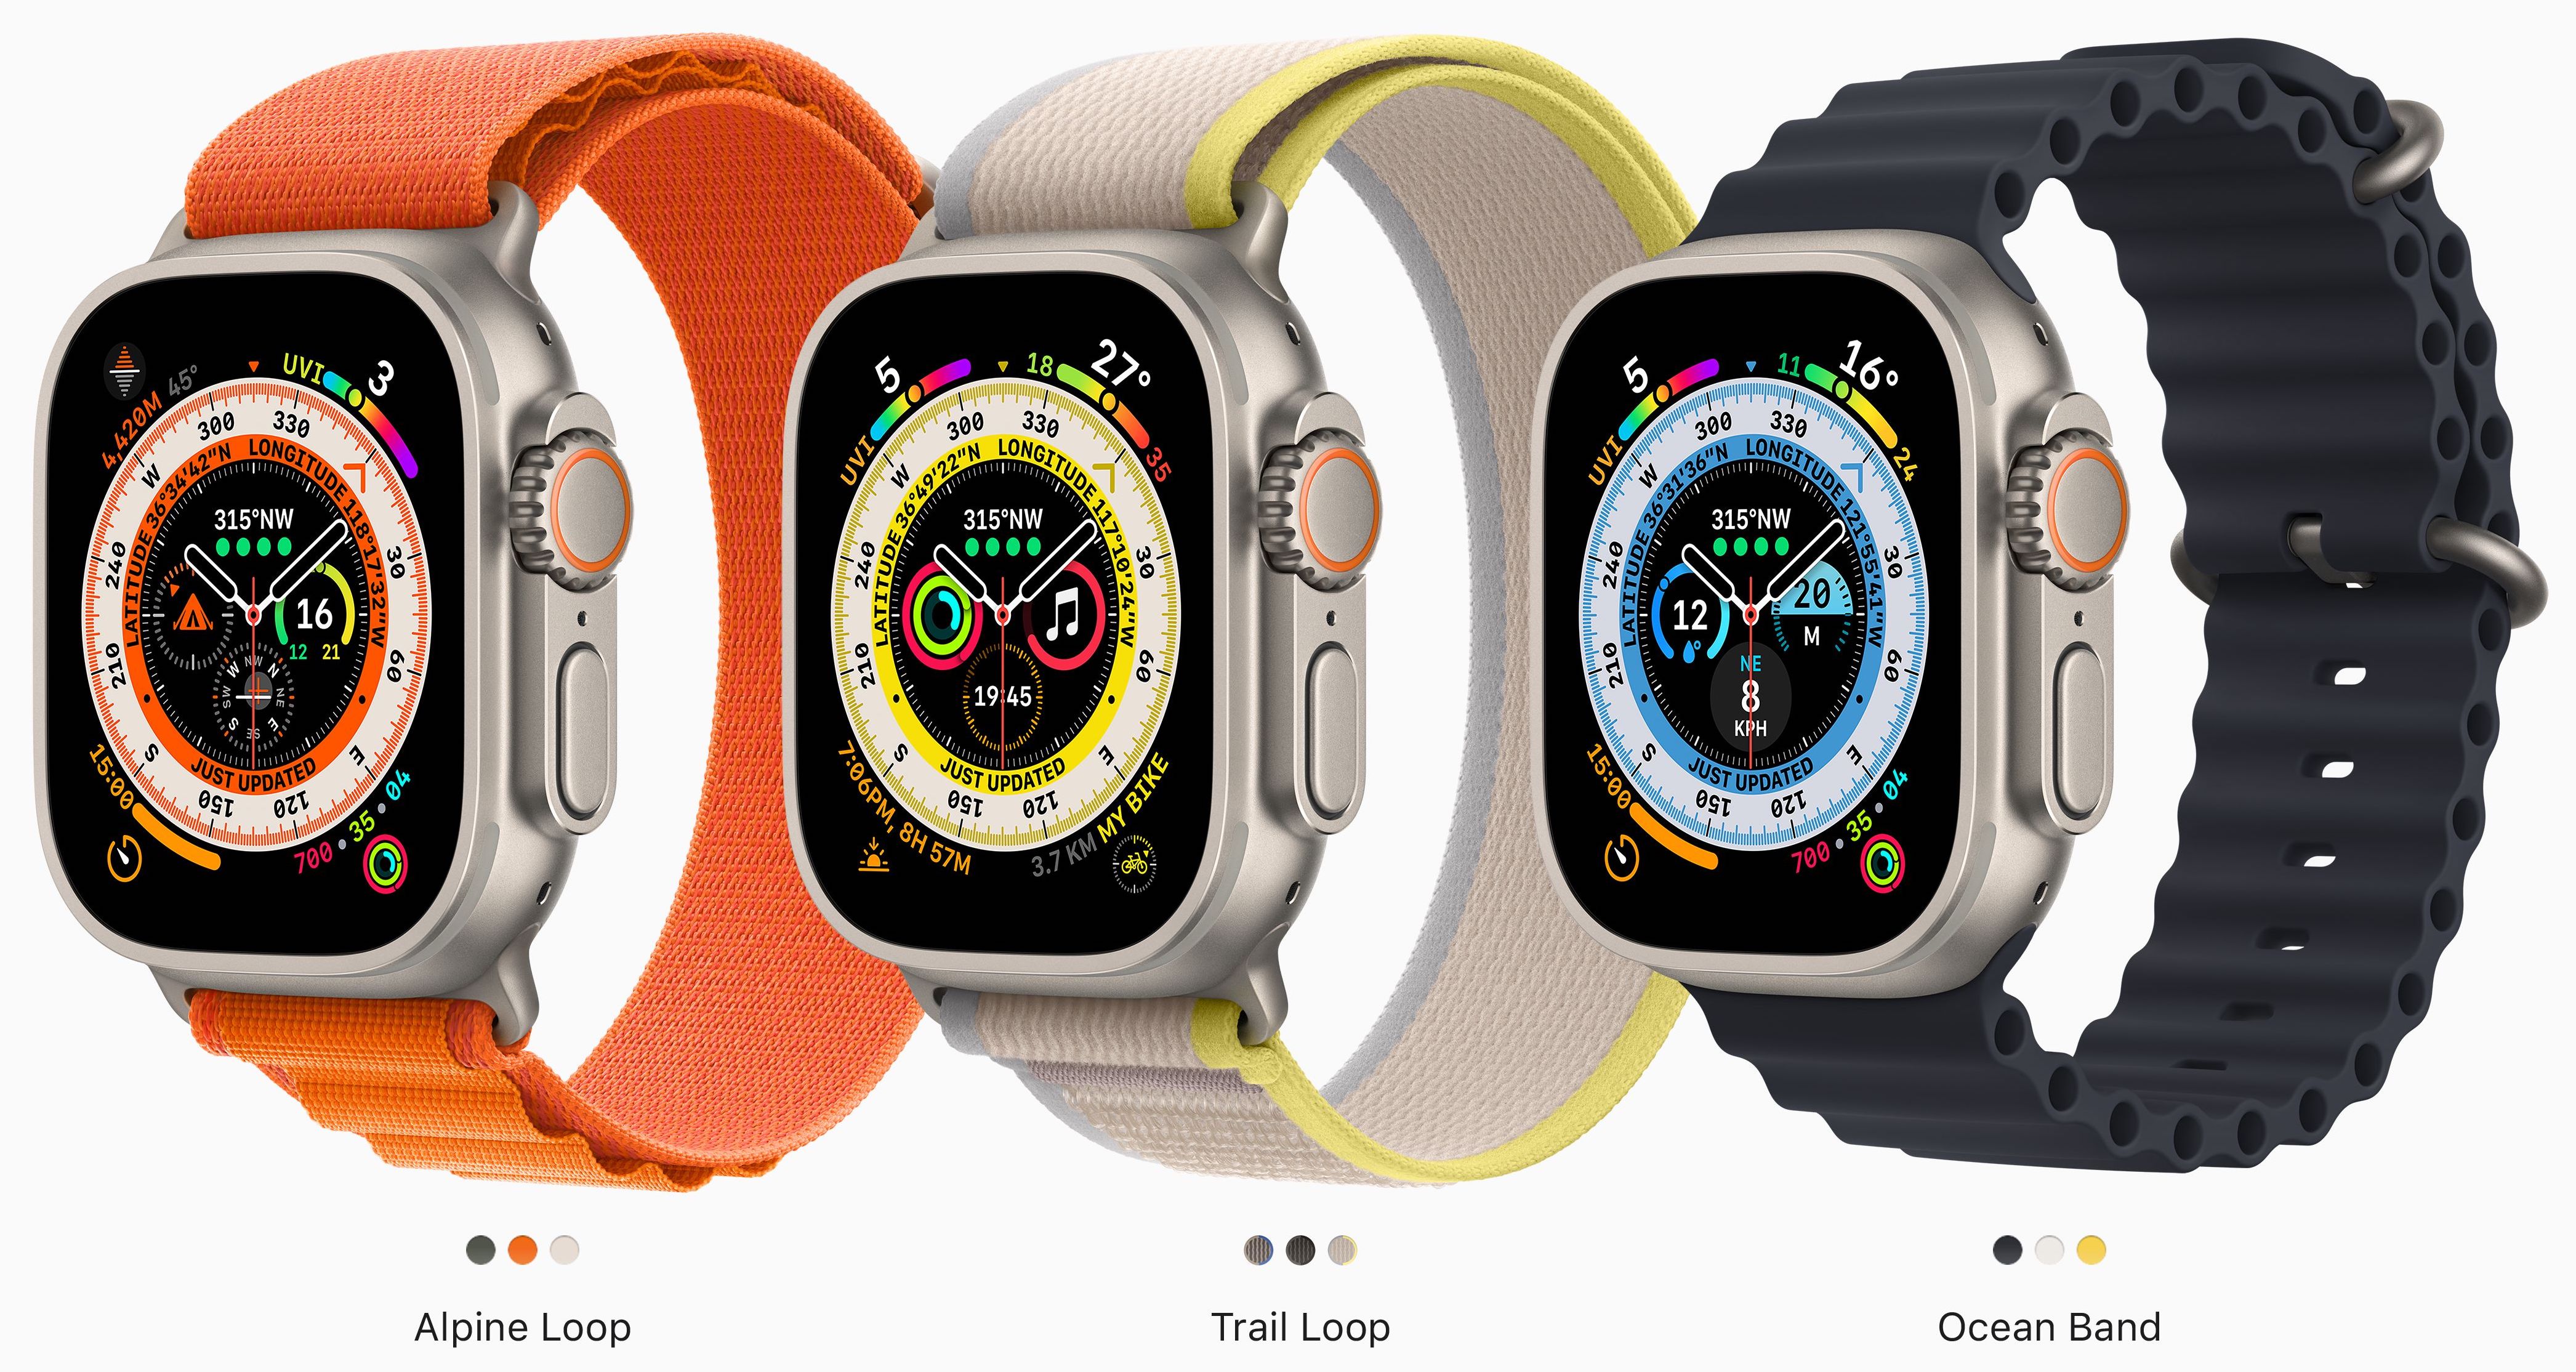 4,420M 45°
UVI 3
300 330
W
LATITUDE 36°34'42"N LONGITUDE 118°17'32"W
315°NW
240 30
16
12 21
210 60
W NW N NE E SE S SW
S E
JUST UPDATED
150 120
15:00
700 • 35 • 04
UVI 5
18 27° 35
300 330
W
LATITUDE 36°49'22"N LONGITUDE 117°10'24"W
315°NW
240 30
210 60
19:45
S E
JUST UPDATED
150 120
7:06PM, 8H 57M
3.7 KM MY BIKE
UVI 5
11 16° 24
300 330
W
LATITUDE 36°31'36"N LONGITUDE 121°55'41"W
315°NW
240 30
12
20
M
210 60
NE
8
KPH
S E
JUST UPDATED
150 120
15:00
700 • 35 • 04
Alpine Loop
Trail Loop
Ocean Band